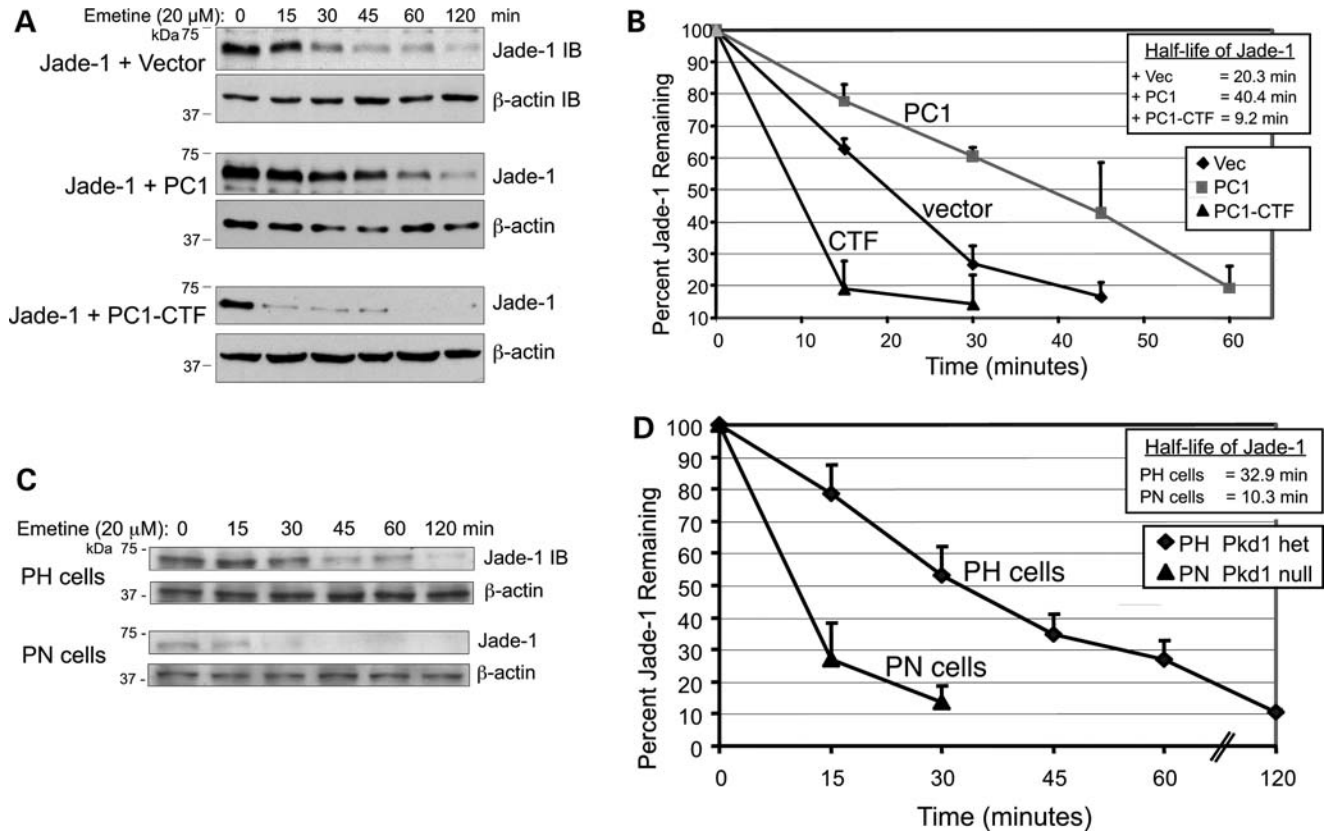 A
Emetine (20 µM): 0 15 30 45 60 120 min
kDa 75
Jade-1 + Vector
Jade-1 IB
β-actin IB
37
75
Jade-1 + PC1
Jade-1
β-actin
37
75
Jade-1 + PC1-CTF
Jade-1
β-actin
37
B
Percent Jade-1 Remaining
100
90
80
70
60
50
40
30
20
10
PC1
vector
CTF
Half-life of Jade-1
+ Vec = 20.3 min
+ PC1 = 40.4 min
+ PC1-CTF = 9.2 min
Vec
PC1
PC1-CTF
0 10 20 30 40 50 60
Time (minutes)
C
Emetine (20 µM): 0 15 30 45 60 120 min
kDa 75
PH cells
Jade-1 IB
37
β-actin
75
PN cells
Jade-1
37
β-actin
D
Percent Jade-1 Remaining
100
90
80
70
60
50
40
30
20
10
0
PH cells
PN cells
Half-life of Jade-1
PH cells = 32.9 min
PN cells = 10.3 min
PH Pkd1 het
PN Pkd1 null
0 15 30 45 60 120
Time (minutes)